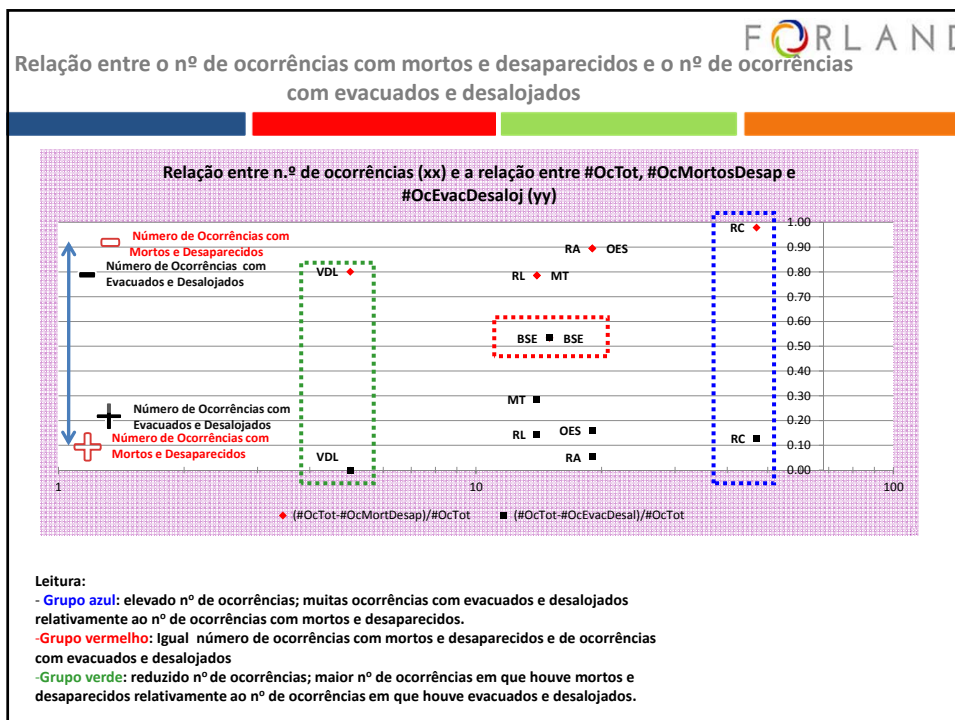 FORLAND
Relação entre o nº de ocorrências com mortos e desaparecidos e o nº de ocorrências
com evacuados e desalojados
Relação entre n.º de ocorrências (xx) e a relação entre #OcTot, #OcMortosDesap e
#OcEvacDesaloj (yy)
Número de Ocorrências com
Mortos e Desaparecidos
Número de Ocorrências com
Evacuados e Desalojados
Número de Ocorrências com
Evacuados e Desalojados
Número de Ocorrências com
Mortos e Desaparecidos
VDL
RA OES
RL MT
RC
BSE BSE
MT
RL
OES
RA
VDL
RC
1.00
0.90
0.80
0.70
0.60
0.50
0.40
0.30
0.20
0.10
0.00
1 10 100
(#OcTot-#OcMortDesap)/#OcTot (#OcTot-#OcEvacDesal)/#OcTot
Leitura:
- Grupo azul: elevado nº de ocorrências; muitas ocorrências com evacuados e desalojados
relativamente ao nº de ocorrências com mortos e desaparecidos.
-Grupo vermelho: Igual número de ocorrências com mortos e desaparecidos e de ocorrências
com evacuados e desalojados
-Grupo verde: reduzido nº de ocorrências; maior nº de ocorrências em que houve mortos e
desaparecidos relativamente ao nº de ocorrências em que houve evacuados e desalojados.